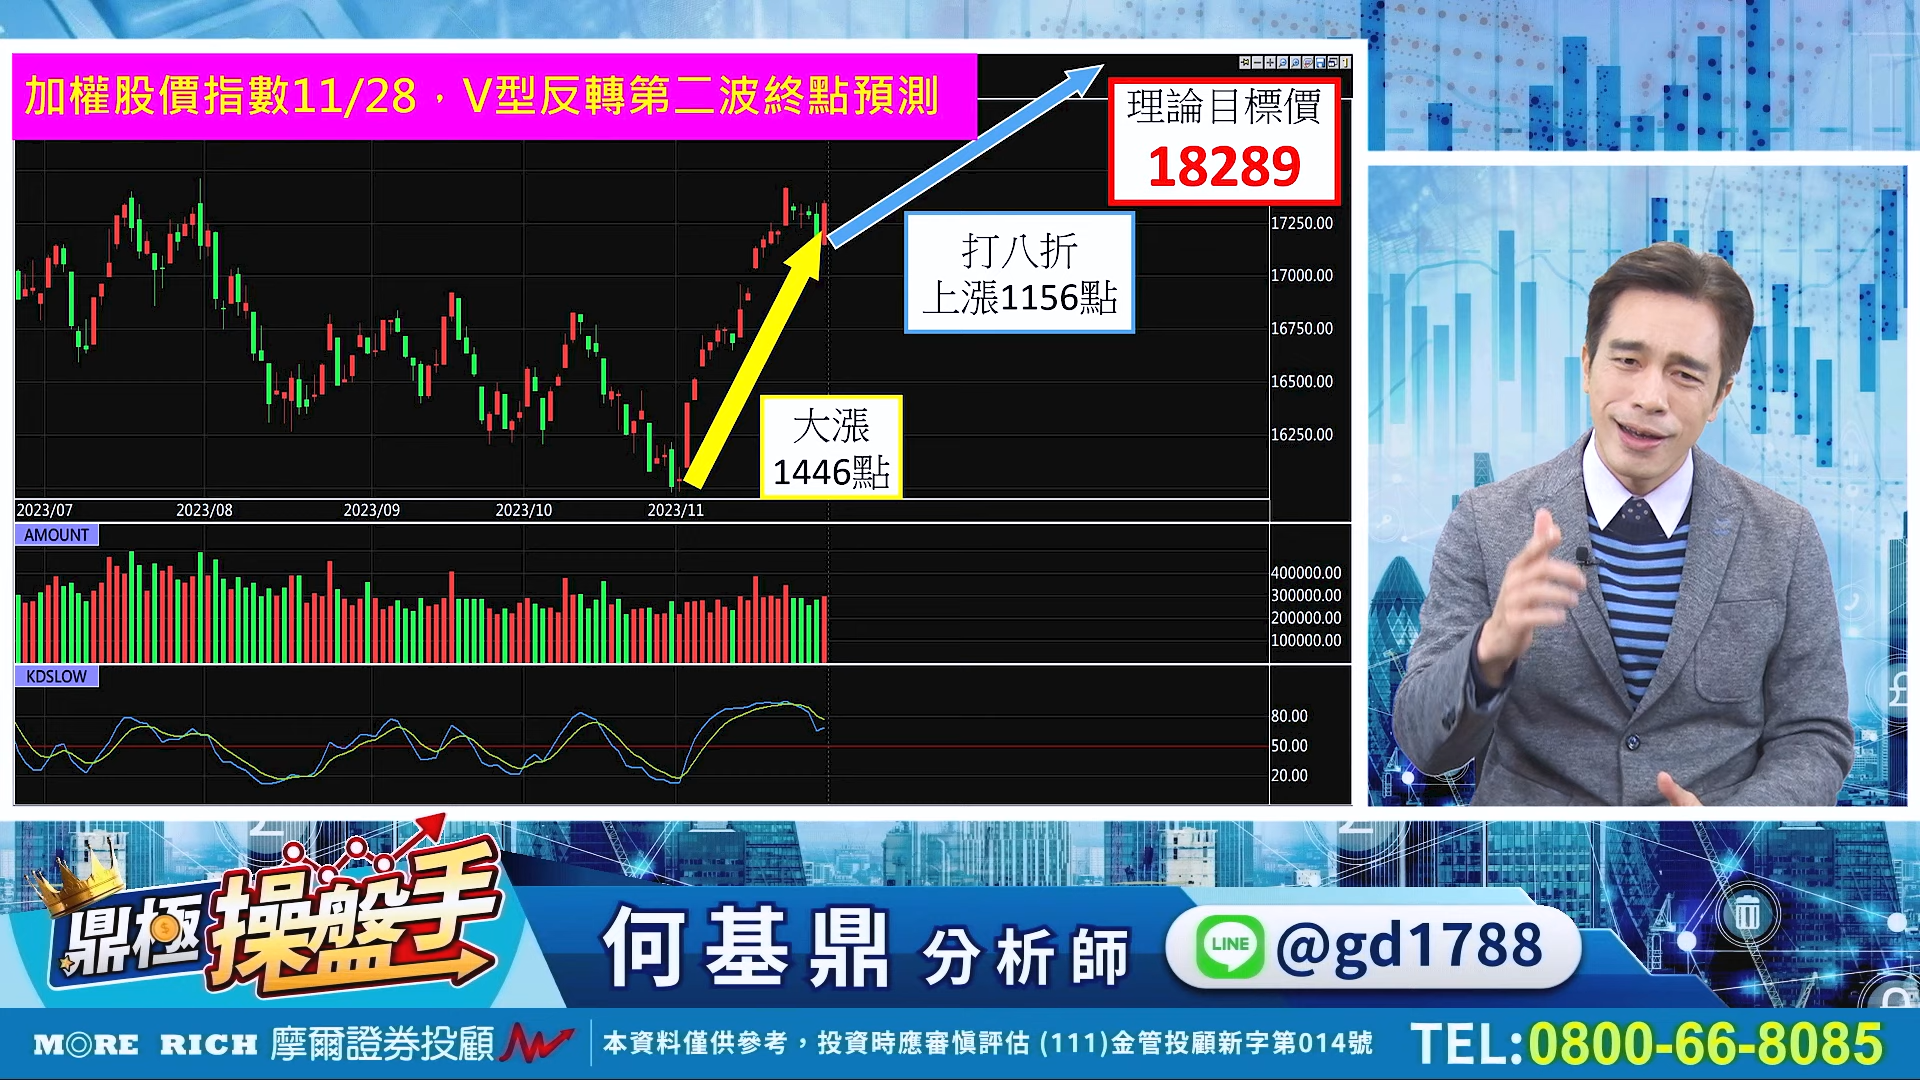 加權股價指數11/28，V型反轉第二波終點預測
理論目標價
18289
打八折
上漲1156點
大漲
1446點
17250.00
17000.00
16750.00
16500.00
16250.00
2023/07
2023/08
2023/09
2023/10
2023/11
AMOUNT
400000.00
300000.00
200000.00
100000.00
KDSLOW
80.00
50.00
20.00
鼎極操盤手
何基鼎 分析師
LINE @gd1788
MORE RICH 摩爾證券投顧
本資料僅供參考，投資時應審慎評估 (111)金管投顧新字第014號
TEL:0800-66-8085